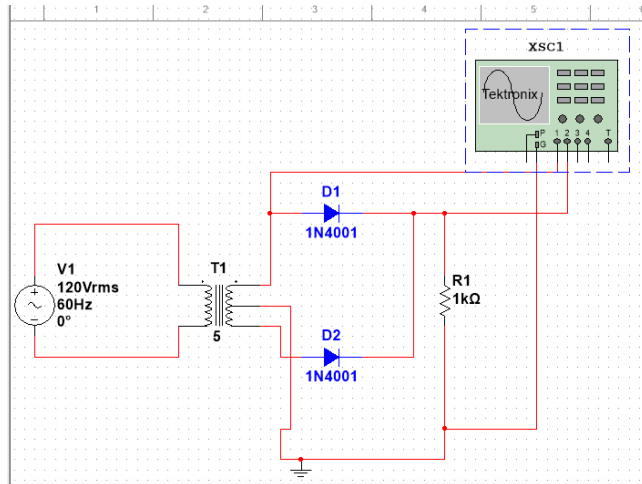 1 2 3 4 5 6
XSC1
Tektronix
P
G
1 2 3 4 T
D1
1N4001
V1
120Vrms
60Hz
0°
T1
5
R1
1kΩ
D2
1N4001